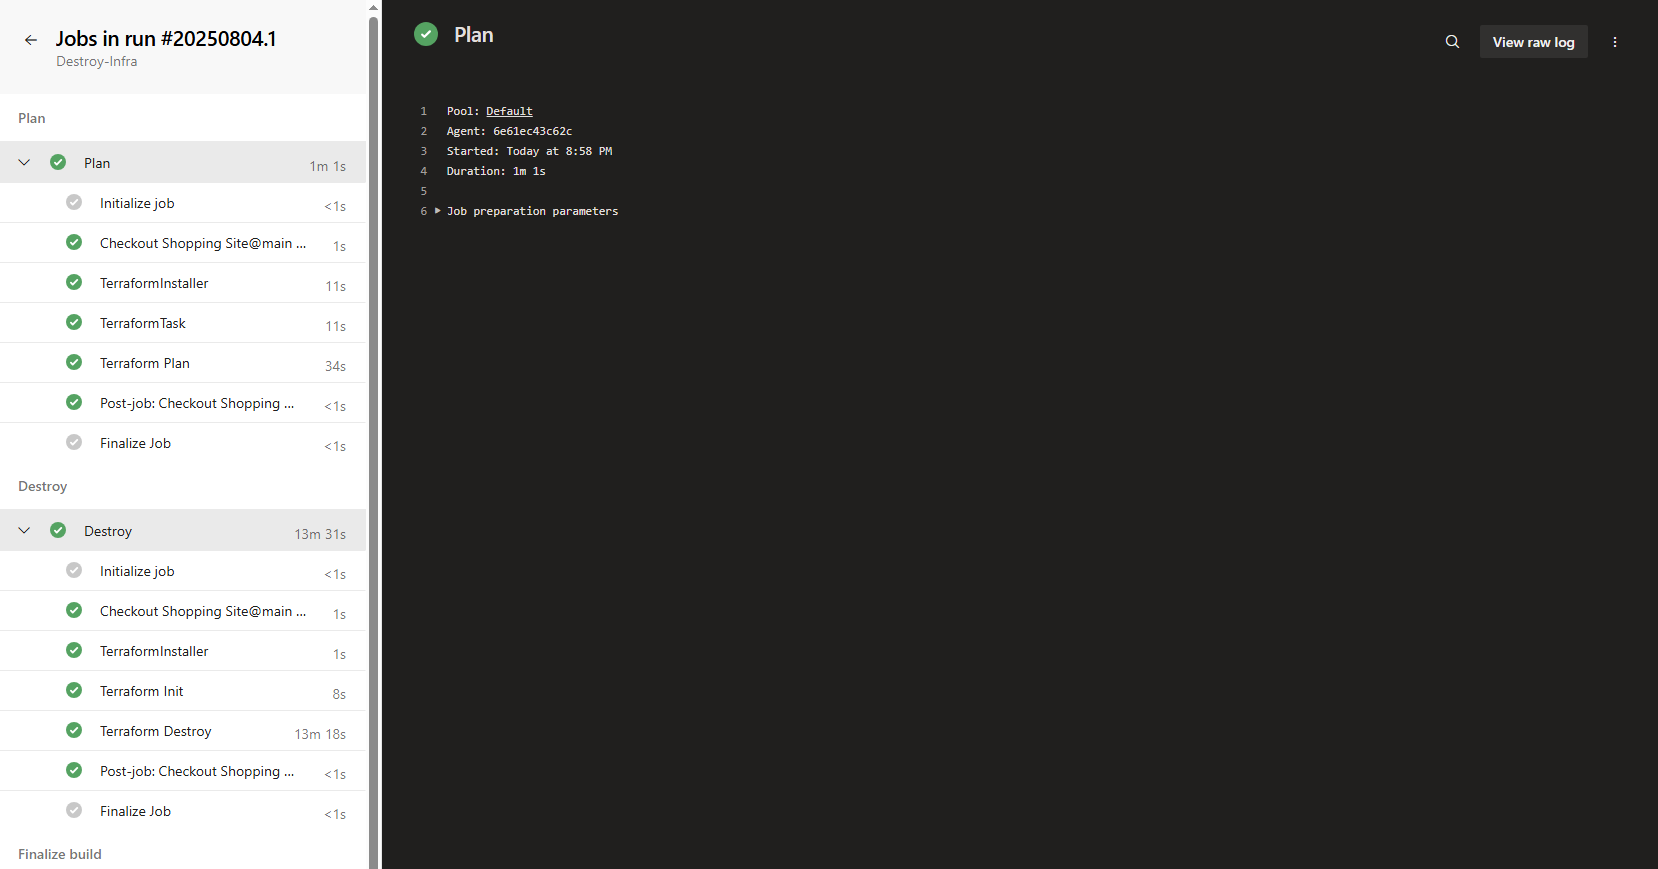 Jobs in run #20250804.1
Destroy-Infra
Plan
Plan 1m 1s
Initialize job <1s
Checkout Shopping Site@main ... 1s
TerraformInstaller 11s
TerraformTask 11s
Terraform Plan 34s
Post-job: Checkout Shopping ... <1s
Finalize Job <1s
Destroy
Destroy 13m 31s
Initialize job <1s
Checkout Shopping Site@main ... 1s
TerraformInstaller 1s
Terraform Init 8s
Terraform Destroy 13m 18s
Post-job: Checkout Shopping ... <1s
Finalize Job <1s
Finalize build
Plan
View raw log
1 Pool: Default
2 Agent: 6e61ec43c62c
3 Started: Today at 8:58 PM
4 Duration: 1m 1s
5
6 Job preparation parameters